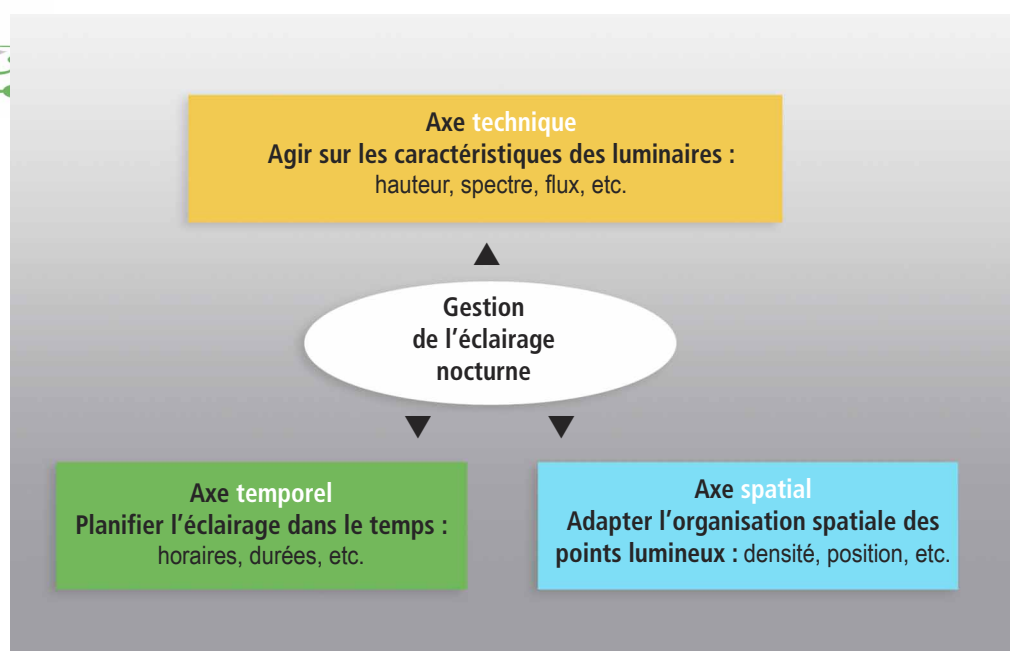 Axe technique
Agir sur les caractéristiques des luminaires :
hauteur, spectre, flux, etc.
Gestion
de l’éclairage
nocturne
Axe temporel
Planifier l’éclairage dans le temps :
horaires, durées, etc.
Axe spatial
Adapter l’organisation spatiale des
points lumineux : densité, position, etc.